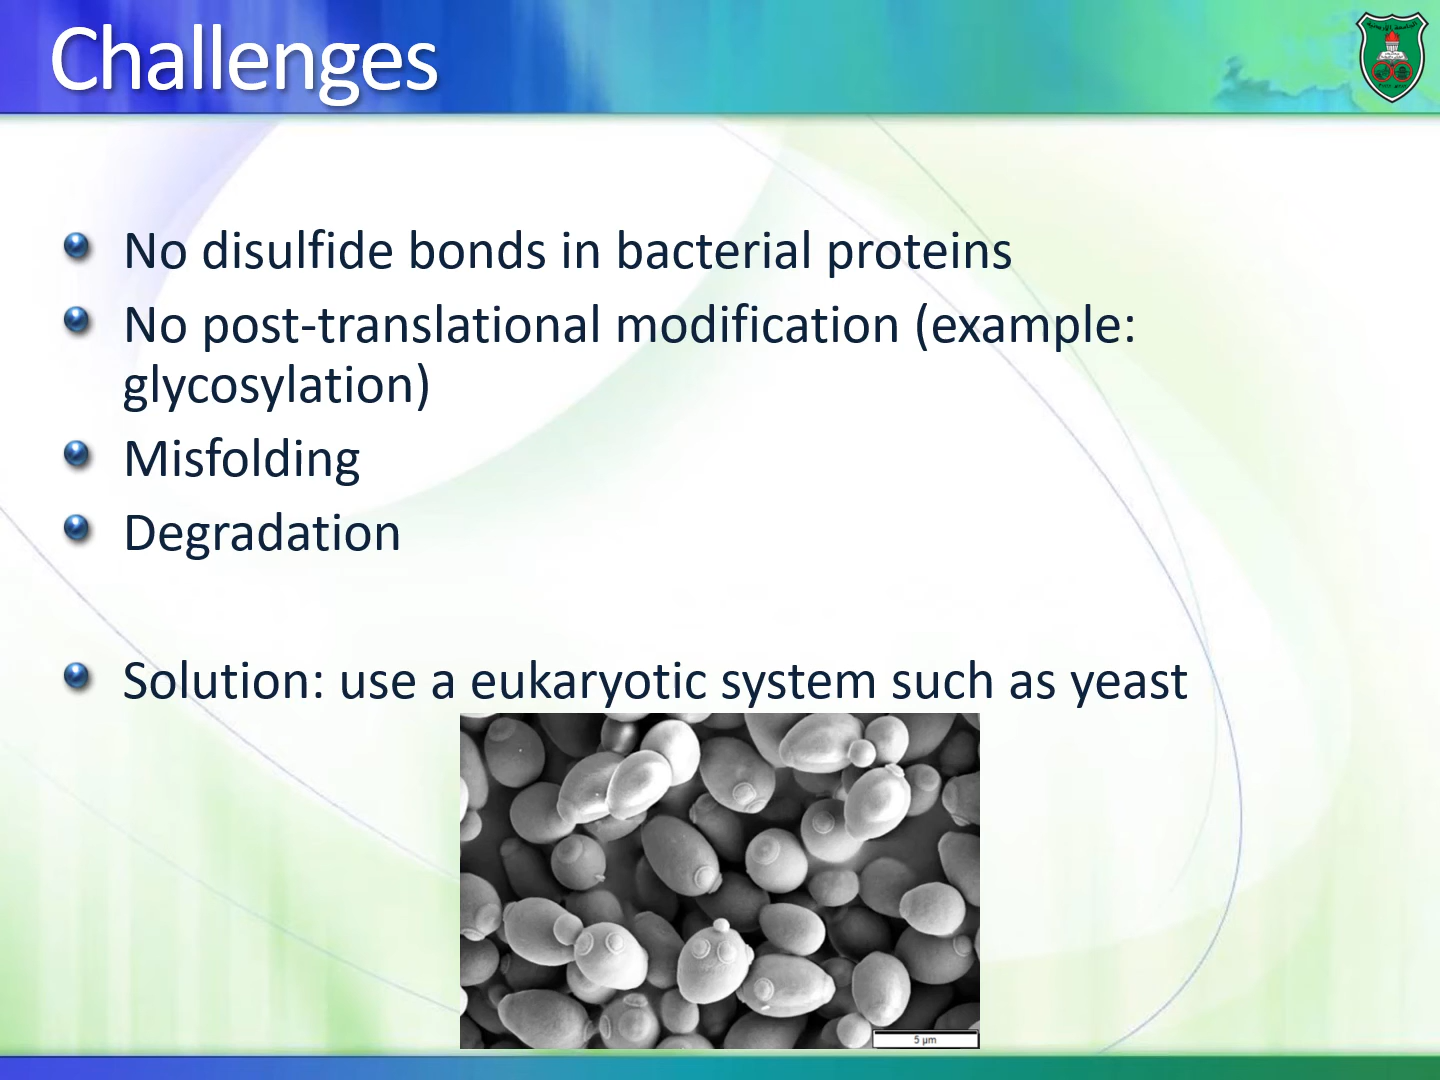 Challenges
No disulfide bonds in bacterial proteins
No post-translational modification (example:
glycosylation)
Misfolding
Degradation
Solution: use a eukaryotic system such as yeast
5 µm